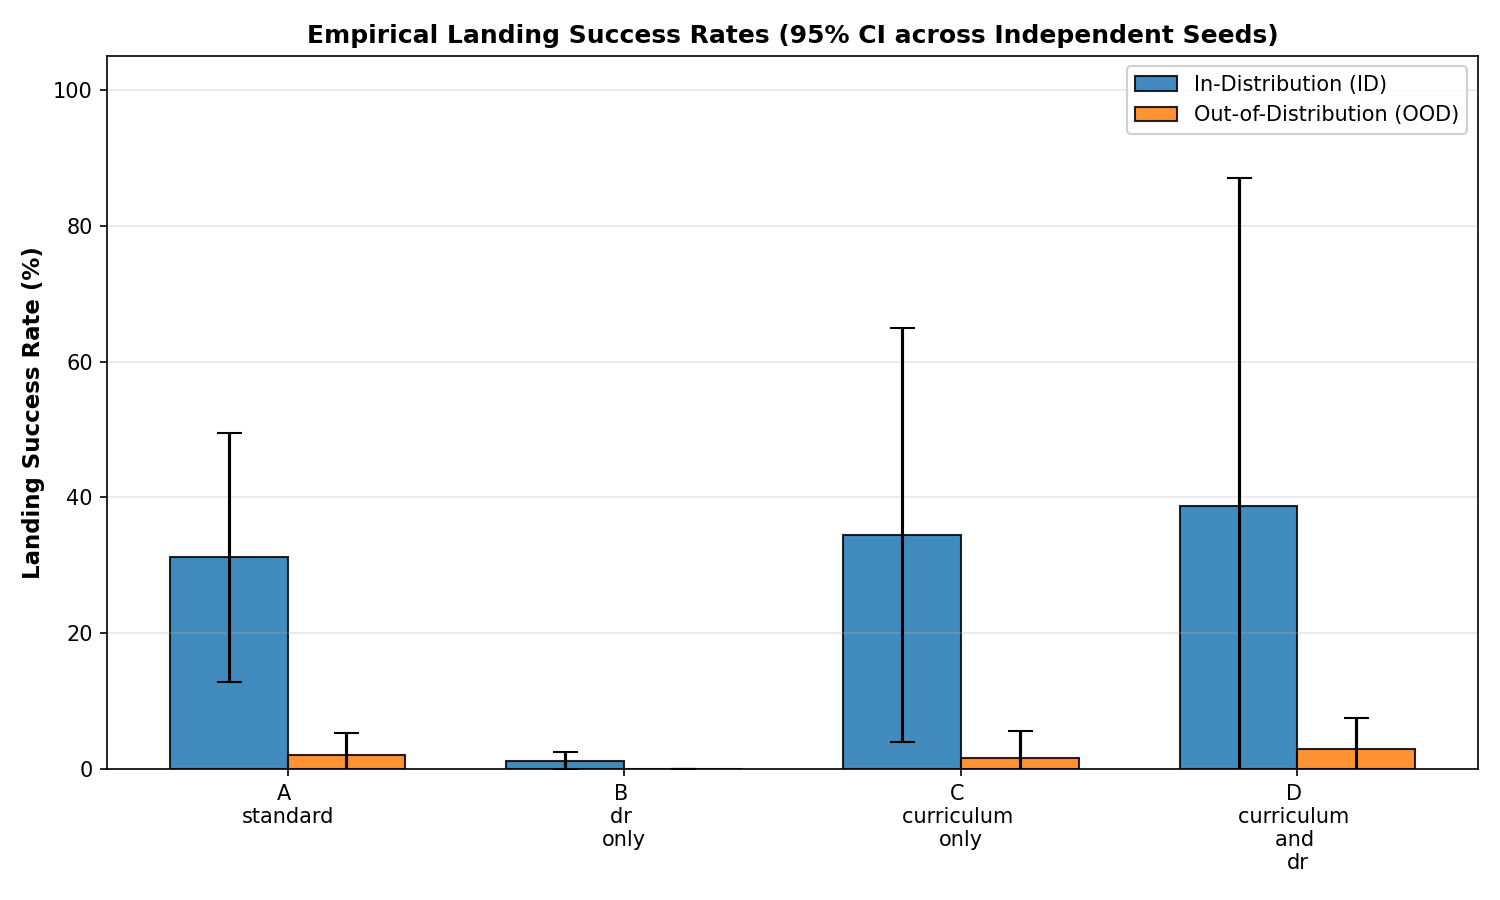 Empirical Landing Success Rates (95% CI across Independent Seeds)
In-Distribution (ID)
Out-of-Distribution (OOD)
Landing Success Rate (%)
100
80
60
40
20
0
A
standard
B
dr
only
C
curriculum
only
D
curriculum
and
dr